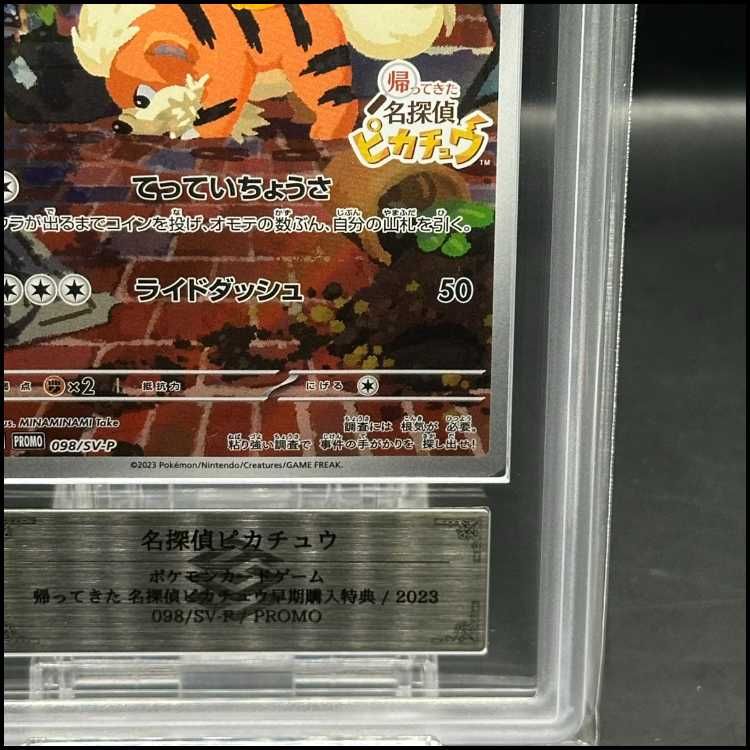 帰ってきた
名探偵
ピカチュウ
TM
てっていちょうさ
ウラが出るまでコインを投げ、オモテの数ぶん、自分の山札を引く。
ライドダッシュ 50
点 ×2 抵抗力 にげる
us. MINAMINAMI Take
PROMO 098/SV-P
調査には 根気が 必要。
粘り強い調査で 事件の手がかりを 探し出せ!
©2023 Pokémon/Nintendo/Creatures/GAME FREAK.
名探偵ピカチュウ
ポケモンカードゲーム
帰ってきた 名探偵ピカチュウ早期購入特典 / 2023
098/SV-P / PROMO